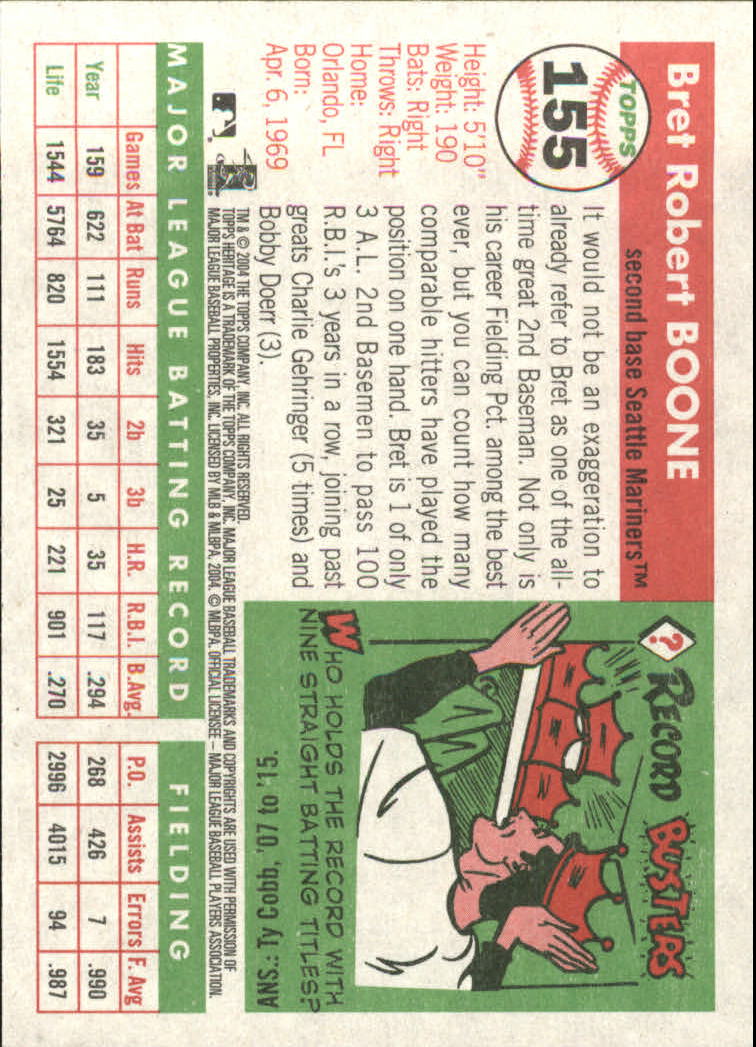 Bret Robert BOONE
second base Seattle Mariners™
TOPPS
155
Height: 5'10"
Weight: 190
Bats: Right
Throws: Right
Home:
Orlando, FL
Born:
Apr. 6, 1969
It would not be an exaggeration to
already refer to Bret as one of the all-
time great 2nd Baseman. Not only is
his career Fielding Pct. among the best
ever, but you can count how many
comparable hitters have played the
position on one hand. Bret is 1 of only
3 A.L. 2nd Basemen to pass 100
R.B.I.'s 3 years in a row, joining past
greats Charlie Gehringer (5 times) and
Bobby Doerr (3).
?
RECORD BUSTERS
WHO HOLDS THE RECORD WITH
NINE STRAIGHT BATTING TITLES?
ANS.: Ty Cobb, '07 to '15.
TM & © 2004 THE TOPPS COMPANY, INC. ALL RIGHTS RESERVED.
TOPPS HERITAGE IS A TRADEMARK OF THE TOPPS COMPANY, INC. MAJOR LEAGUE BASEBALL TRADEMARKS AND COPYRIGHTS ARE USED WITH PERMISSION OF
MAJOR LEAGUE BASEBALL PROPERTIES, INC. LICENSED BY MLB & MLBPA, 2004. © MLBPA. OFFICIAL LICENSEE – MAJOR LEAGUE BASEBALL PLAYERS ASSOCIATION.
MAJOR LEAGUE BATTING RECORD FIELDING
Games At Bat Runs Hits 2b 3b H.R. R.B.I. B.Avg. P.O. Assists Errors F. Avg
Year 159 622 111 183 35 5 35 117 .294 268 426 7 .990
Life 1544 5764 820 1554 321 25 221 901 .270 2996 4015 94 .987